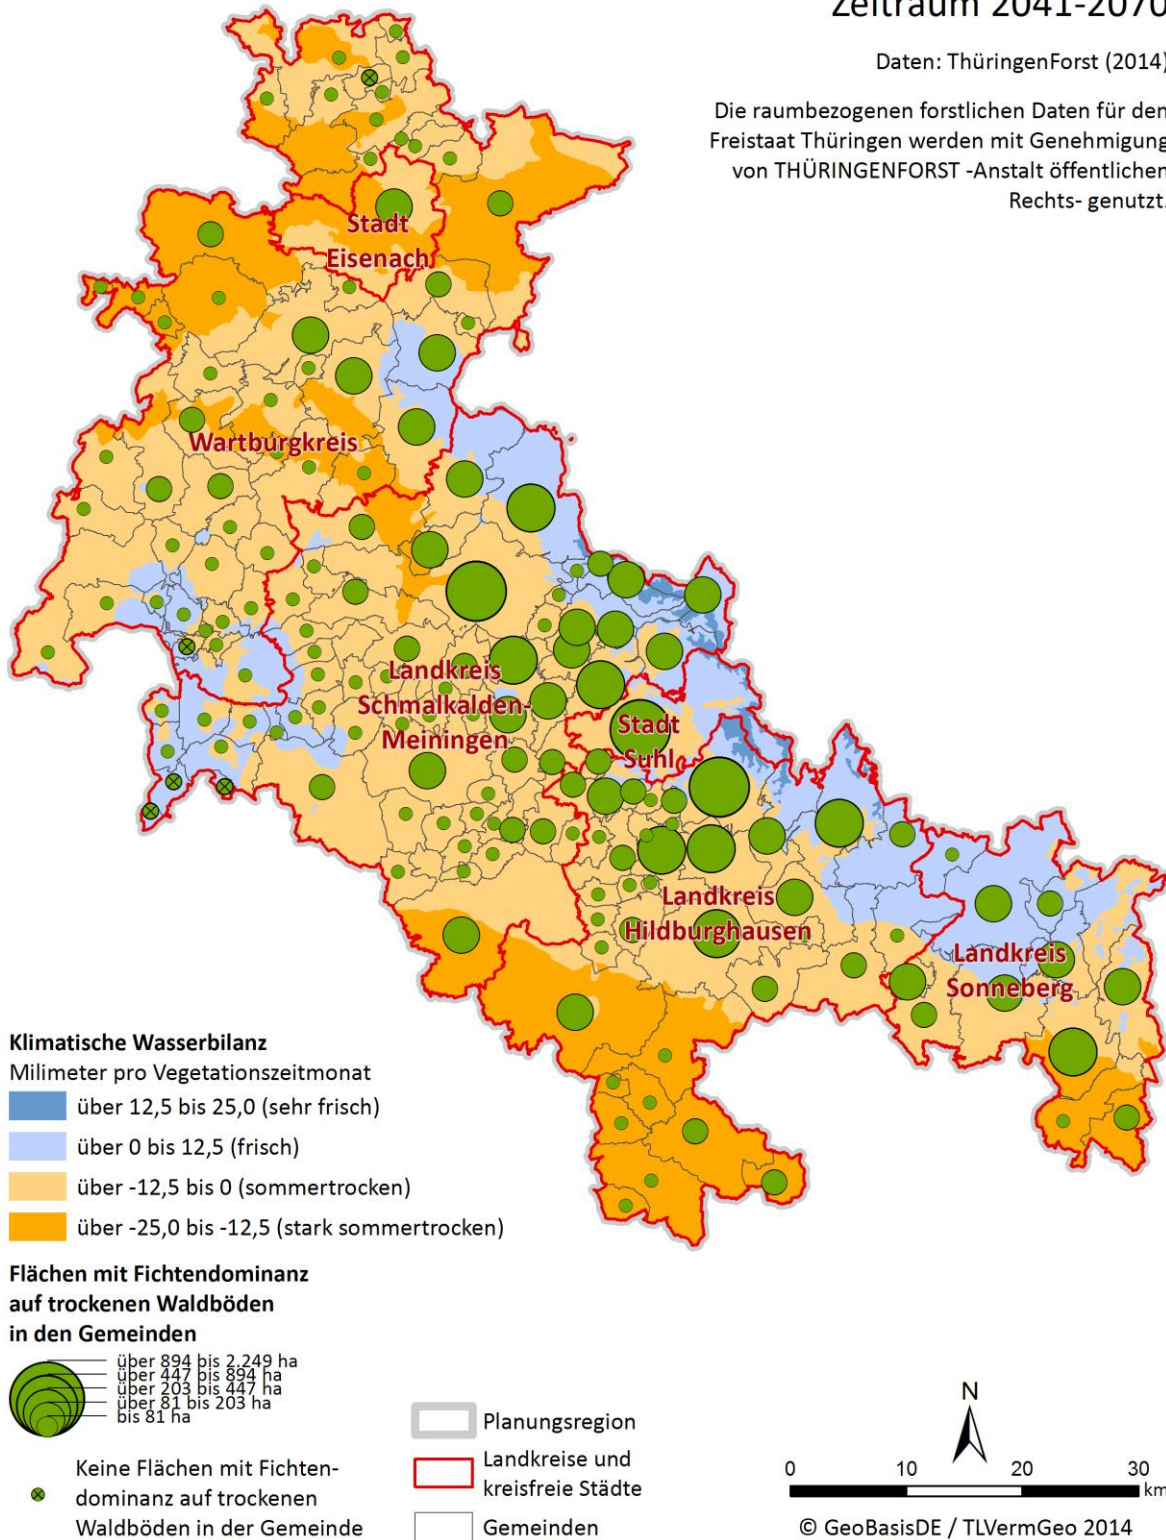 Zeitraum 2041-2070
Daten: ThüringenForst (2014)
Die raumbezogenen forstlichen Daten für den
Freistaat Thüringen werden mit Genehmigung
von THÜRINGENFORST -Anstalt öffentlichen
Rechts- genutzt.
Stadt
Eisenach
Wartburgkreis
Landkreis
Schmalkalden-
Meiningen
Stadt
Suhl
Landkreis
Hildburghausen
Landkreis
Sonneberg
Klimatische Wasserbilanz
Milimeter pro Vegetationszeitmonat
über 12,5 bis 25,0 (sehr frisch)
über 0 bis 12,5 (frisch)
über -12,5 bis 0 (sommertrocken)
über -25,0 bis -12,5 (stark sommertrocken)
Flächen mit Fichtendominanz
auf trockenen Waldböden
in den Gemeinden
über 894 bis 2.249 ha
über 447 bis 894 ha
über 203 bis 447 ha
über 81 bis 203 ha
bis 81 ha
Keine Flächen mit Fichten-
dominanz auf trockenen
Waldböden in der Gemeinde
Planungsregion
Landkreise und
kreisfreie Städte
Gemeinden
N
0 10 20 30
km
© GeoBasisDE / TLVermGeo 2014